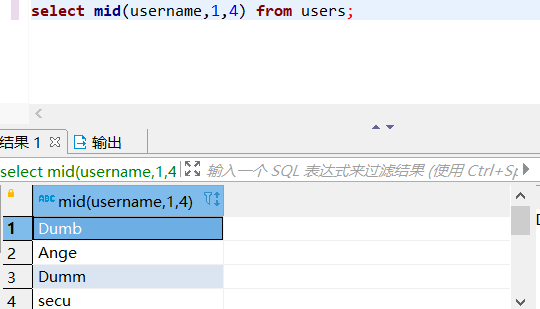 select mid(username,1,4) from users;
结果 1 输出
select mid(username,1,4 输入一个 SQL 表达式来过滤结果 (使用 Ctrl+Sp
ABC mid(username,1,4)
1 Dumb
2 Ange
3 Dumm
4 secu